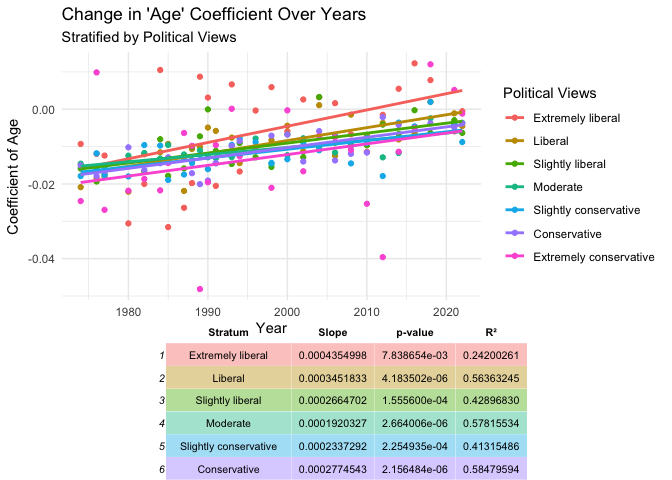 Change in 'Age' Coefficient Over Years
Stratified by Political Views
Coefficient of Age
0.00
-0.02
-0.04
1980
1990
2000
2010
2020
Year
Political Views
Extremely liberal
Liberal
Slightly liberal
Moderate
Slightly conservative
Conservative
Extremely conservative
Stratum Slope p-value R²
1 Extremely liberal 0.0004354998 7.838654e-03 0.24200261
2 Liberal 0.0003451833 4.183502e-06 0.56363245
3 Slightly liberal 0.0002664702 1.555600e-04 0.42896830
4 Moderate 0.0001920327 2.664006e-06 0.57815534
5 Slightly conservative 0.0002337292 2.254935e-04 0.41315486
6 Conservative 0.0002774543 2.156484e-06 0.58479594